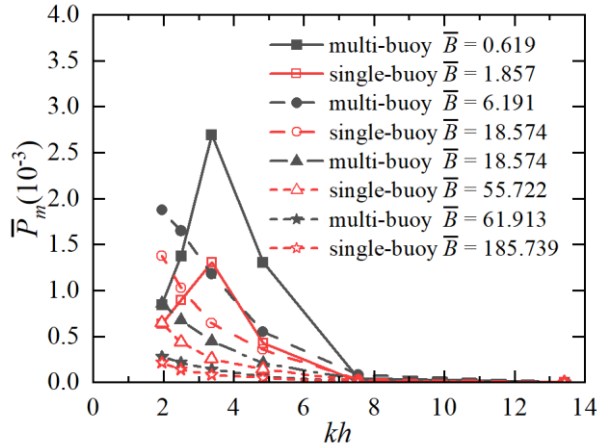 4.0
3.5
3.0
2.5
2.0
1.5
1.0
0.5
0.0
P̅m(10⁻³)
multi-buoy B̅ = 0.619
single-buoy B̅ = 1.857
multi-buoy B̅ = 6.191
single-buoy B̅ = 18.574
multi-buoy B̅ = 18.574
single-buoy B̅ = 55.722
multi-buoy B̅ = 61.913
single-buoy B̅ = 185.739
0 2 4 6 8 10 12 14
kh